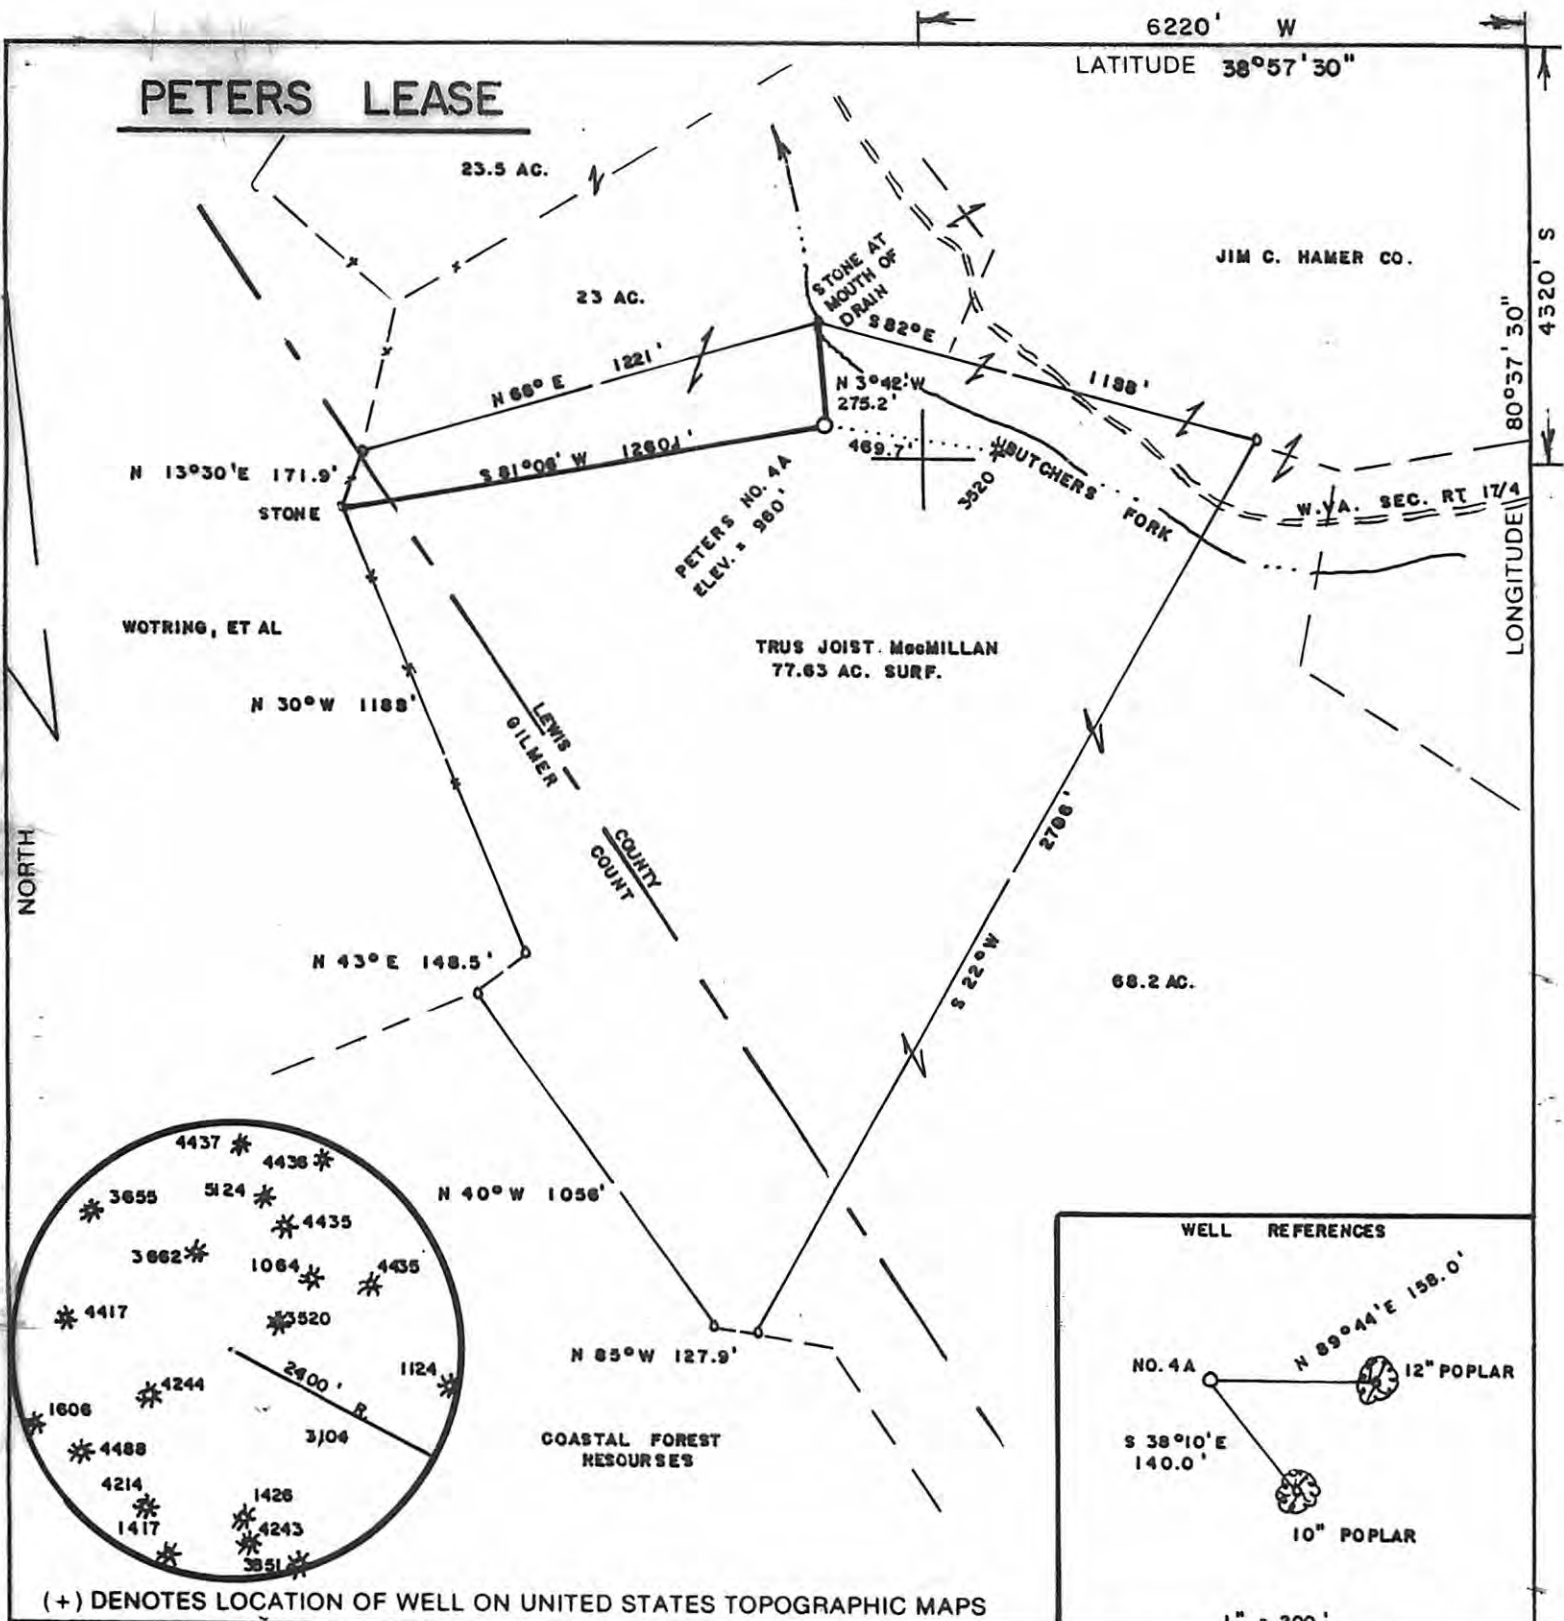 6220' W
LATITUDE 38°57'30"
PETERS LEASE
23.5 AC.
JIM C. HAMER CO.
4320' S
LONGITUDE 80°37'30"
STONE AT
MOUTH OF
DRAIN
23 AC.
S 82° E
1188'
N 66° E 1221'
N 3°42' W
275.2'
N 13°30' E 171.9'
S 81°06' W
469.7'
STONE
3520
BUTCHERS FORK
W.VA. SEC. RT 17/4
PETERS NO. 4A
ELEV. = 960'
WOTRING, ET AL
TRUS JOIST MacMILLAN
77.63 AC. SURF.
N 30° W 1188'
LEWIS
GILMER
COUNTY
COUNT
2706'
S 22° W
NORTH
N 43° E 148.5'
68.2 AC.
N 40° W 1056'
N 85° W 127.9'
COASTAL FOREST
RESOURSES
4437
4436
3655
5124
4435
3662
1064
4435
4417
3520
2400' R.
1124
4244
1606
3104
4488
4214
1426
1417
4243
3851
WELL REFERENCES
N 89°44' E 158.0'
NO. 4A
12" POPLAR
S 38°10' E
140.0'
10" POPLAR
1" = 200'
(+) DENOTES LOCATION OF WELL ON UNITED STATES TOPOGRAPHIC MAPS